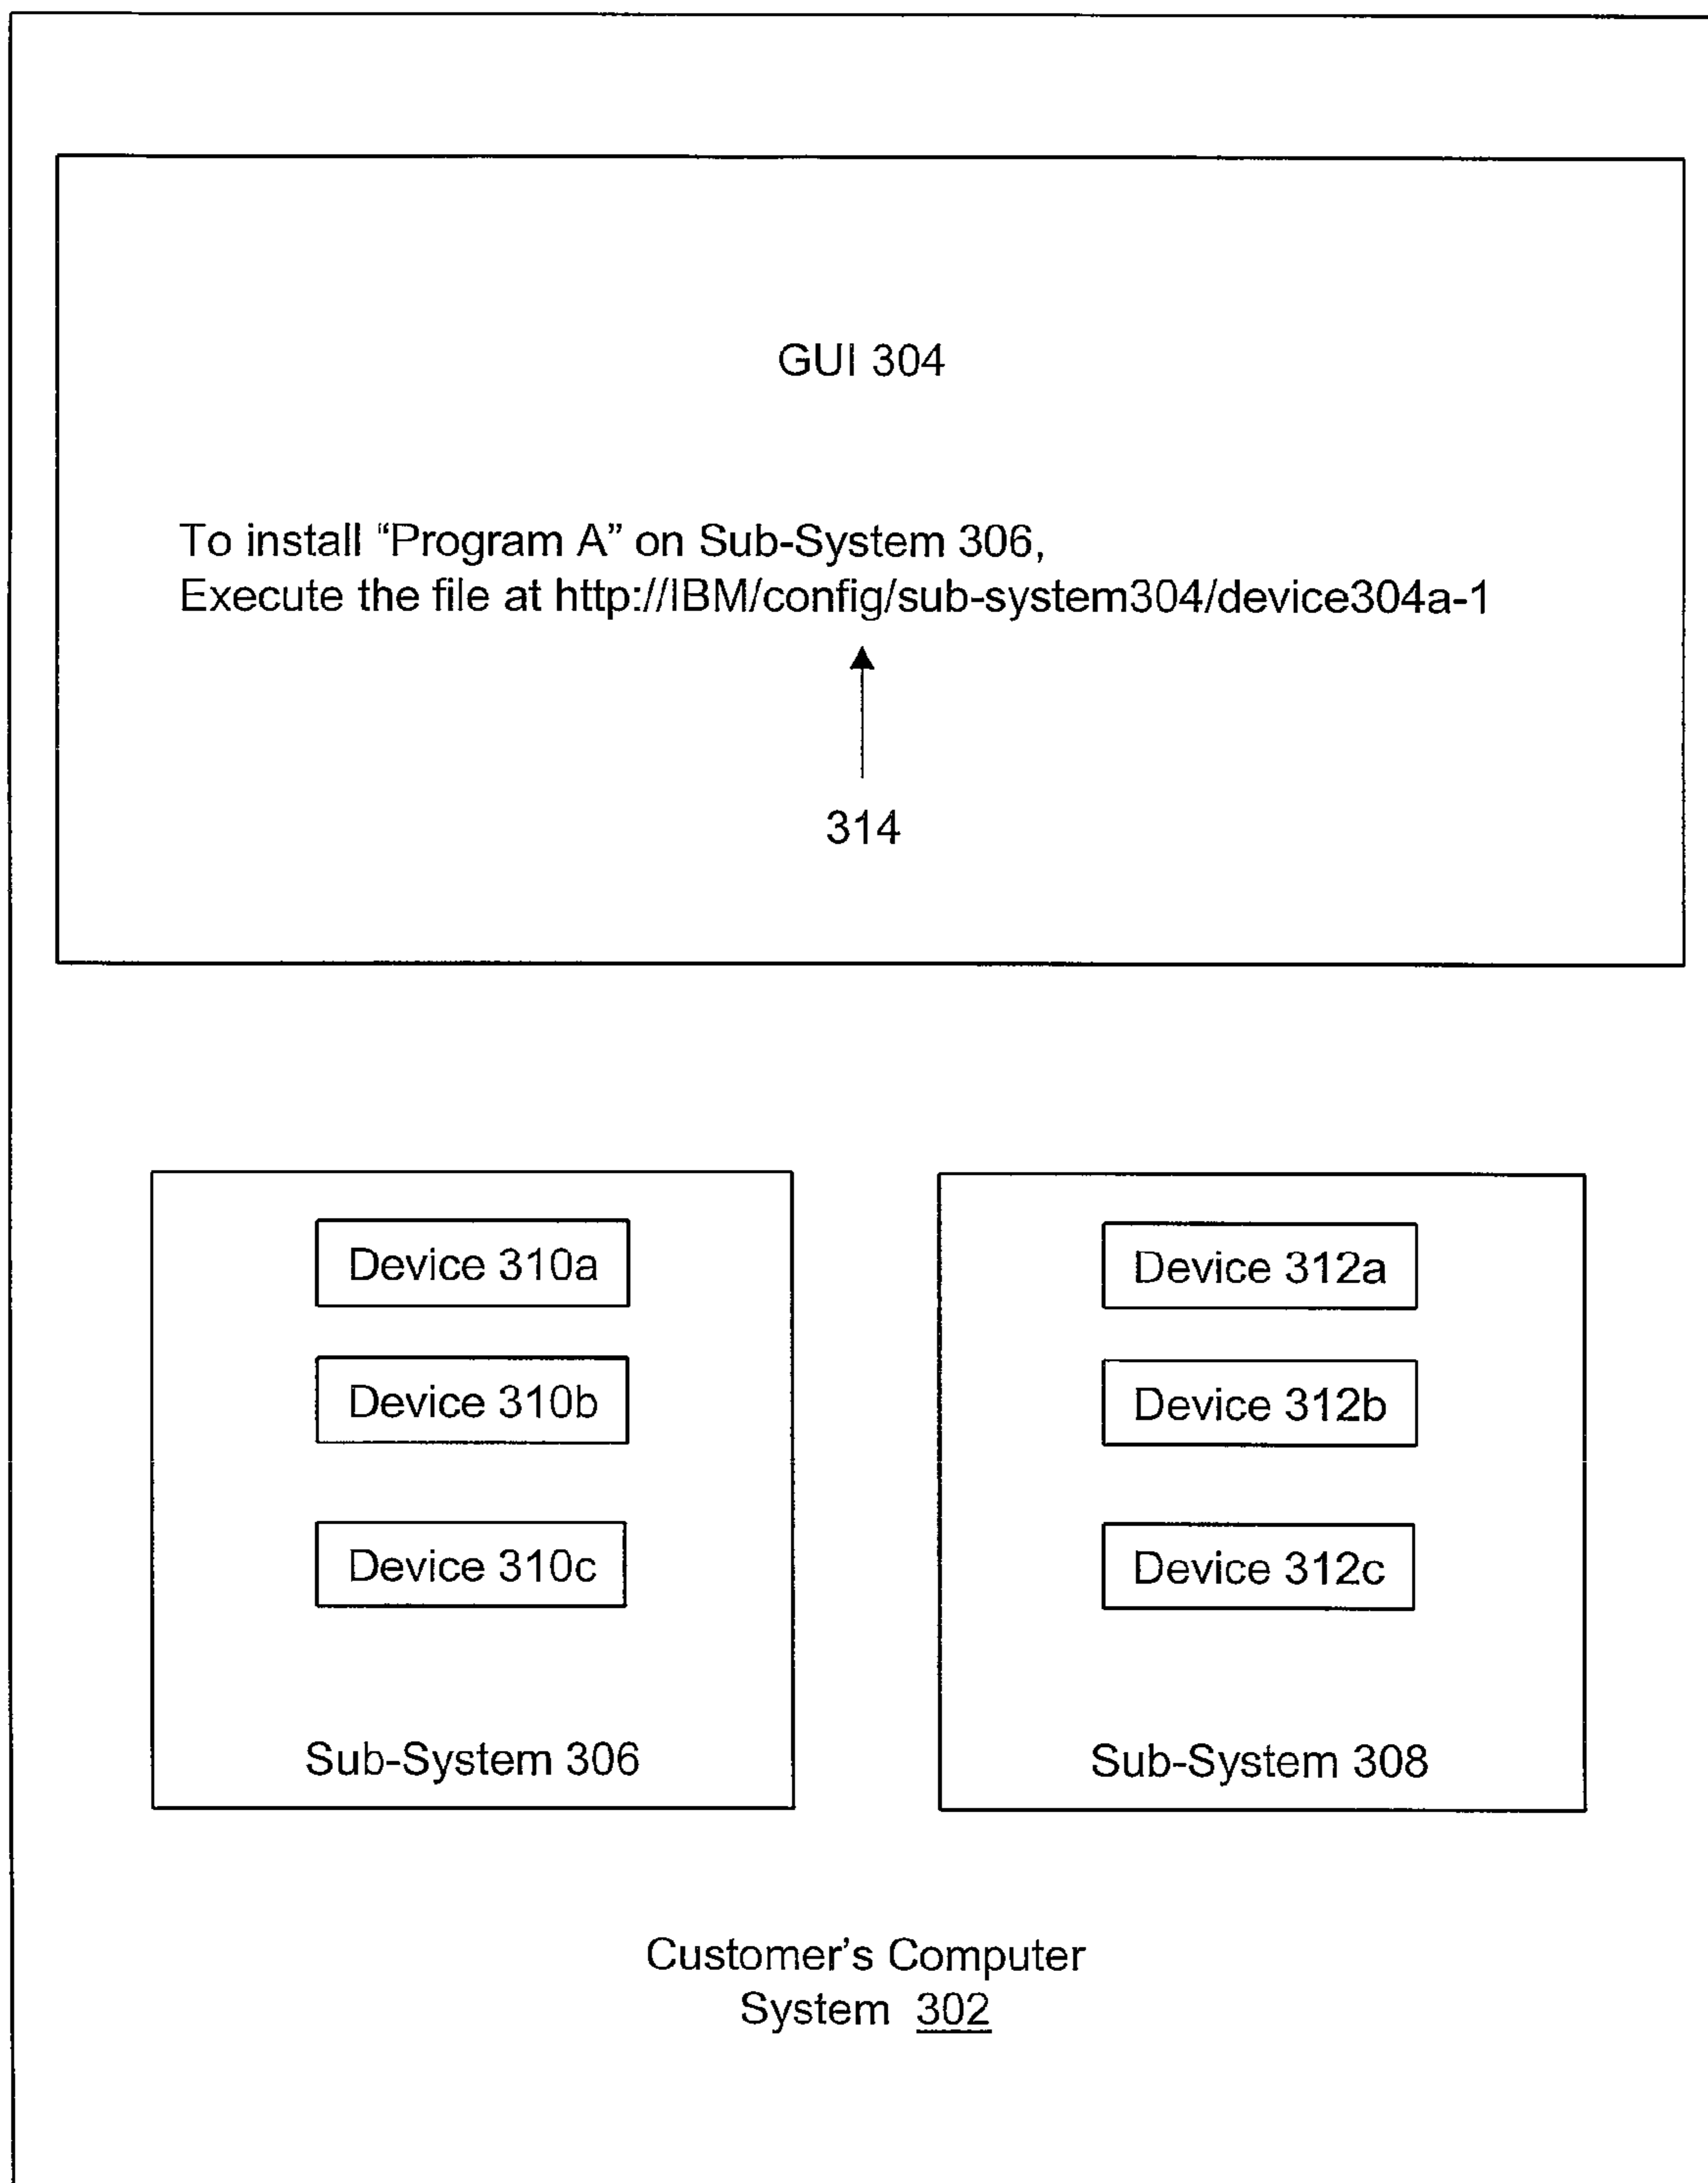 GUI 304
To install “Program A” on Sub-System 306,
Execute the file at http://IBM/config/sub-system304/device304a-1
314
Device 310a
Device 310b
Device 310c
Sub-System 306
Device 312a
Device 312b
Device 312c
Sub-System 308
Customer’s Computer
System 302